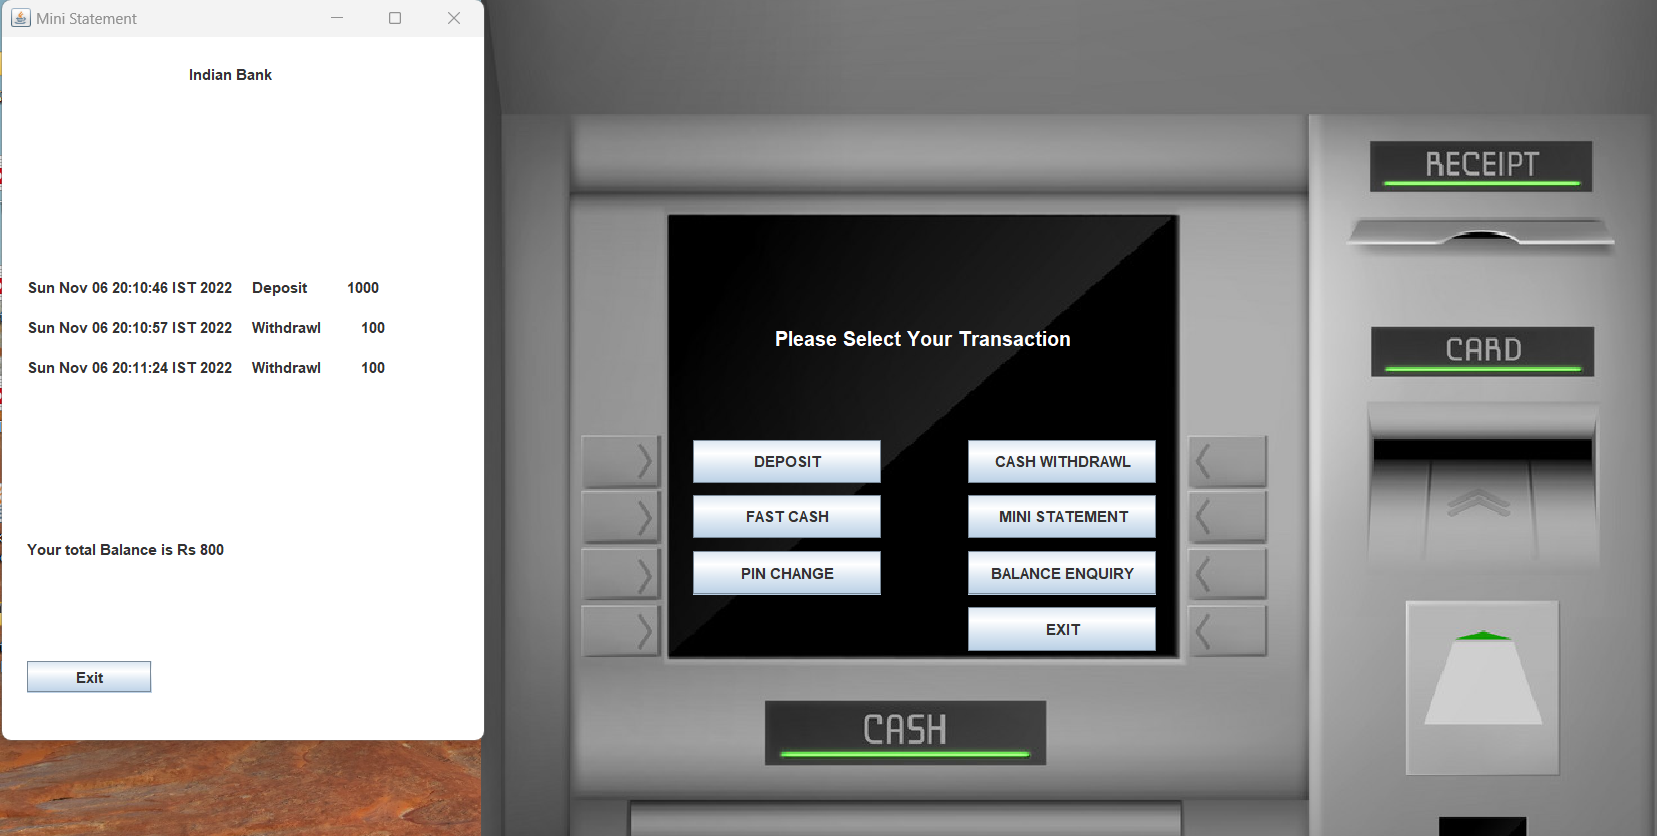 Mini Statement
Indian Bank
Sun Nov 06 20:10:46 IST 2022 Deposit 1000
Sun Nov 06 20:10:57 IST 2022 Withdrawl 100
Sun Nov 06 20:11:24 IST 2022 Withdrawl 100
Your total Balance is Rs 800
Exit
Please Select Your Transaction
DEPOSIT CASH WITHDRAWL
FAST CASH MINI STATEMENT
PIN CHANGE BALANCE ENQUIRY
EXIT
CASH
RECEIPT
CARD